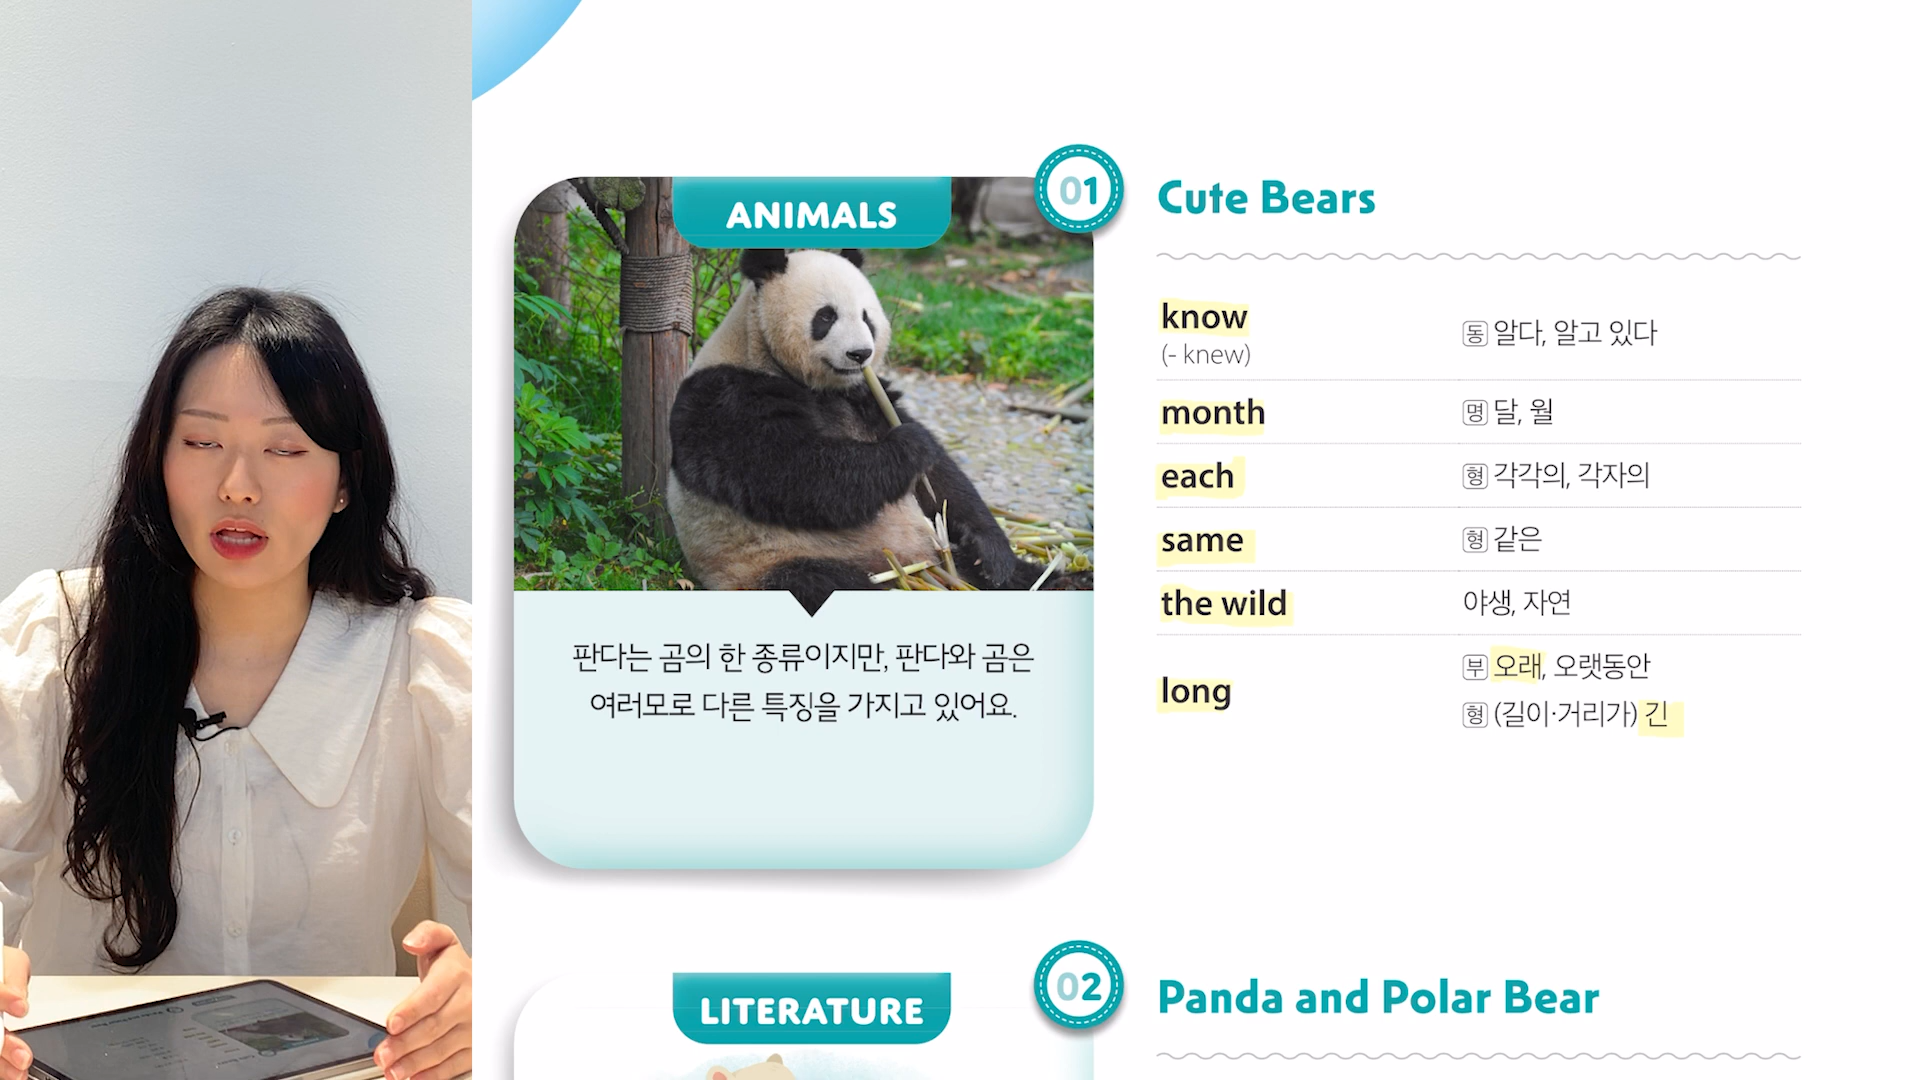 ANIMALS
판다는 곰의 한 종류이지만, 판다와 곰은
여러모로 다른 특징을 가지고 있어요.
01
Cute Bears
know
(- knew)
동 알다, 알고 있다
month
명 달, 월
each
형 각각의, 각자의
same
형 같은
the wild
야생, 자연
long
부 오래, 오랫동안
형 (길이·거리가) 긴
LITERATURE
02
Panda and Polar Bear